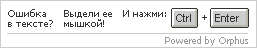 Ошибка Выдели ее И нажми:
в тексте? мышкой! Ctrl + Enter
Powered by Orphus